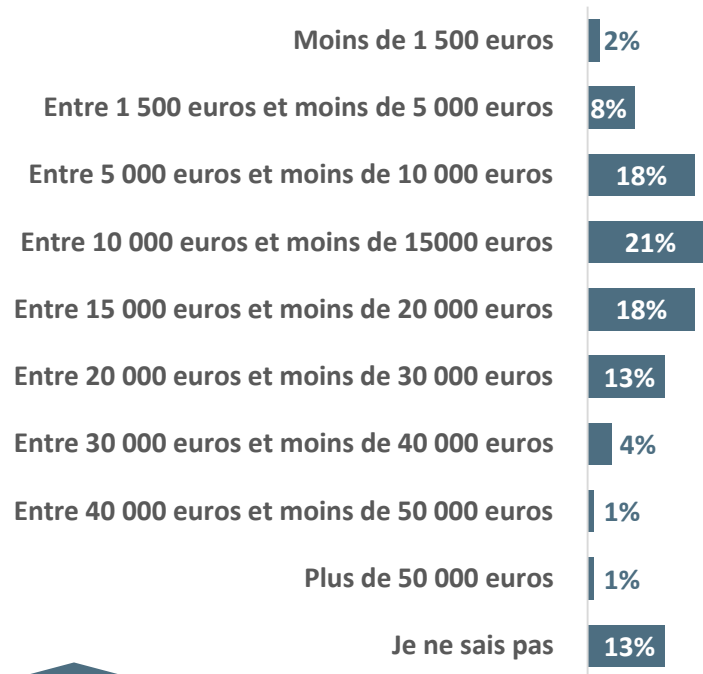 Moins de 1 500 euros 2%
Entre 1 500 euros et moins de 5 000 euros 8%
Entre 5 000 euros et moins de 10 000 euros 18%
Entre 10 000 euros et moins de 15000 euros 21%
Entre 15 000 euros et moins de 20 000 euros 18%
Entre 20 000 euros et moins de 30 000 euros 13%
Entre 30 000 euros et moins de 40 000 euros 4%
Entre 40 000 euros et moins de 50 000 euros 1%
Plus de 50 000 euros 1%
Je ne sais pas 13%